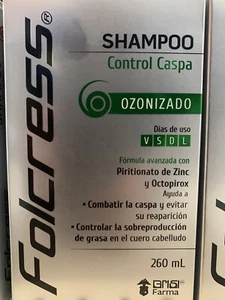 Folcress®
SHAMPOO
Control Caspa
OZONIZADO
Días de uso
V S D L
Fórmula avanzada con
Piritionato de Zinc
y Octopirox
Ayuda a
• Combatir la caspa y evitar
su reaparición
• Controlar la sobreproducción
de grasa en el cuero cabelludo
260 mL
GRISI
Farma